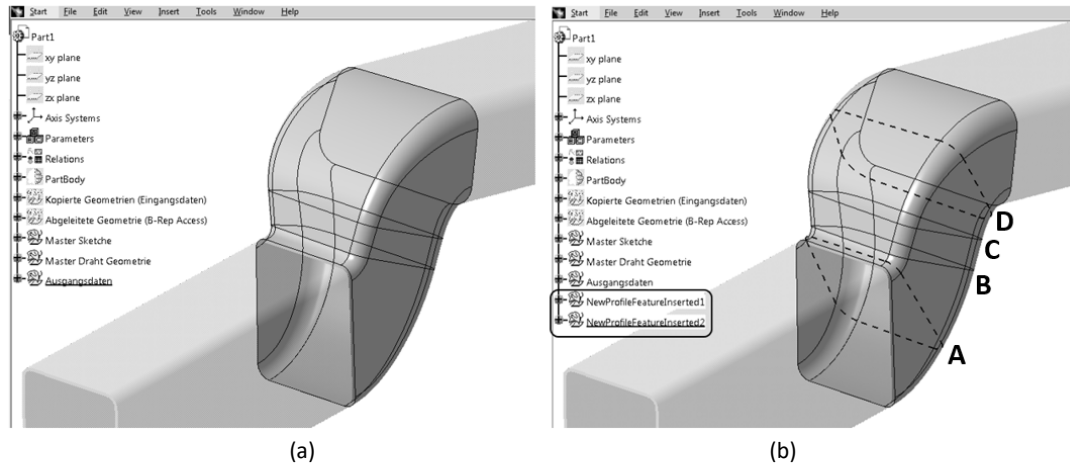 Start File Edit View Insert Tools Window Help
Part1
xy plane
yz plane
zx plane
Axis Systems
Parameters
Relations
PartBody
Kopierte Geometrien (Eingangsdaten)
Abgeleitete Geometrie (B-Rep Access)
Master Sketche
Master Draht Geometrie
Ausgangsdaten
(a)
Start File Edit View Insert Tools Window Help
Part1
xy plane
yz plane
zx plane
Axis Systems
Parameters
Relations
PartBody
Kopierte Geometrien (Eingangsdaten)
Abgeleitete Geometrie (B-Rep Access)
Master Sketche
Master Draht Geometrie
Ausgangsdaten
NewProfileFeatureInserted1
NewProfileFeatureInserted2
D
C
B
A
(b)